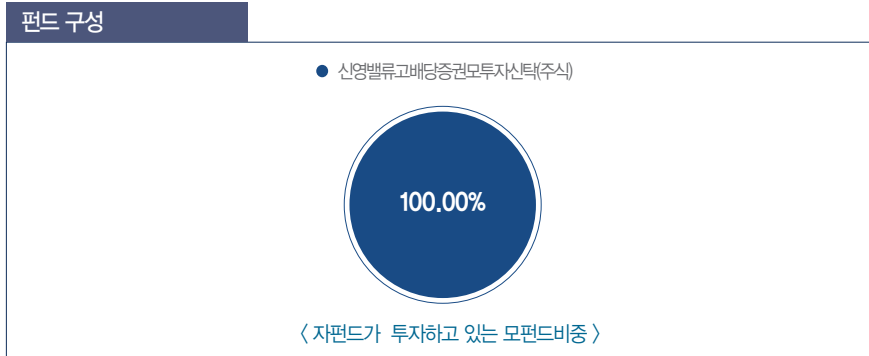 펀드 구성
● 신영밸류고배당증권모투자신탁(주식)
100.00%
〈 자펀드가 투자하고 있는 모펀드비중 〉